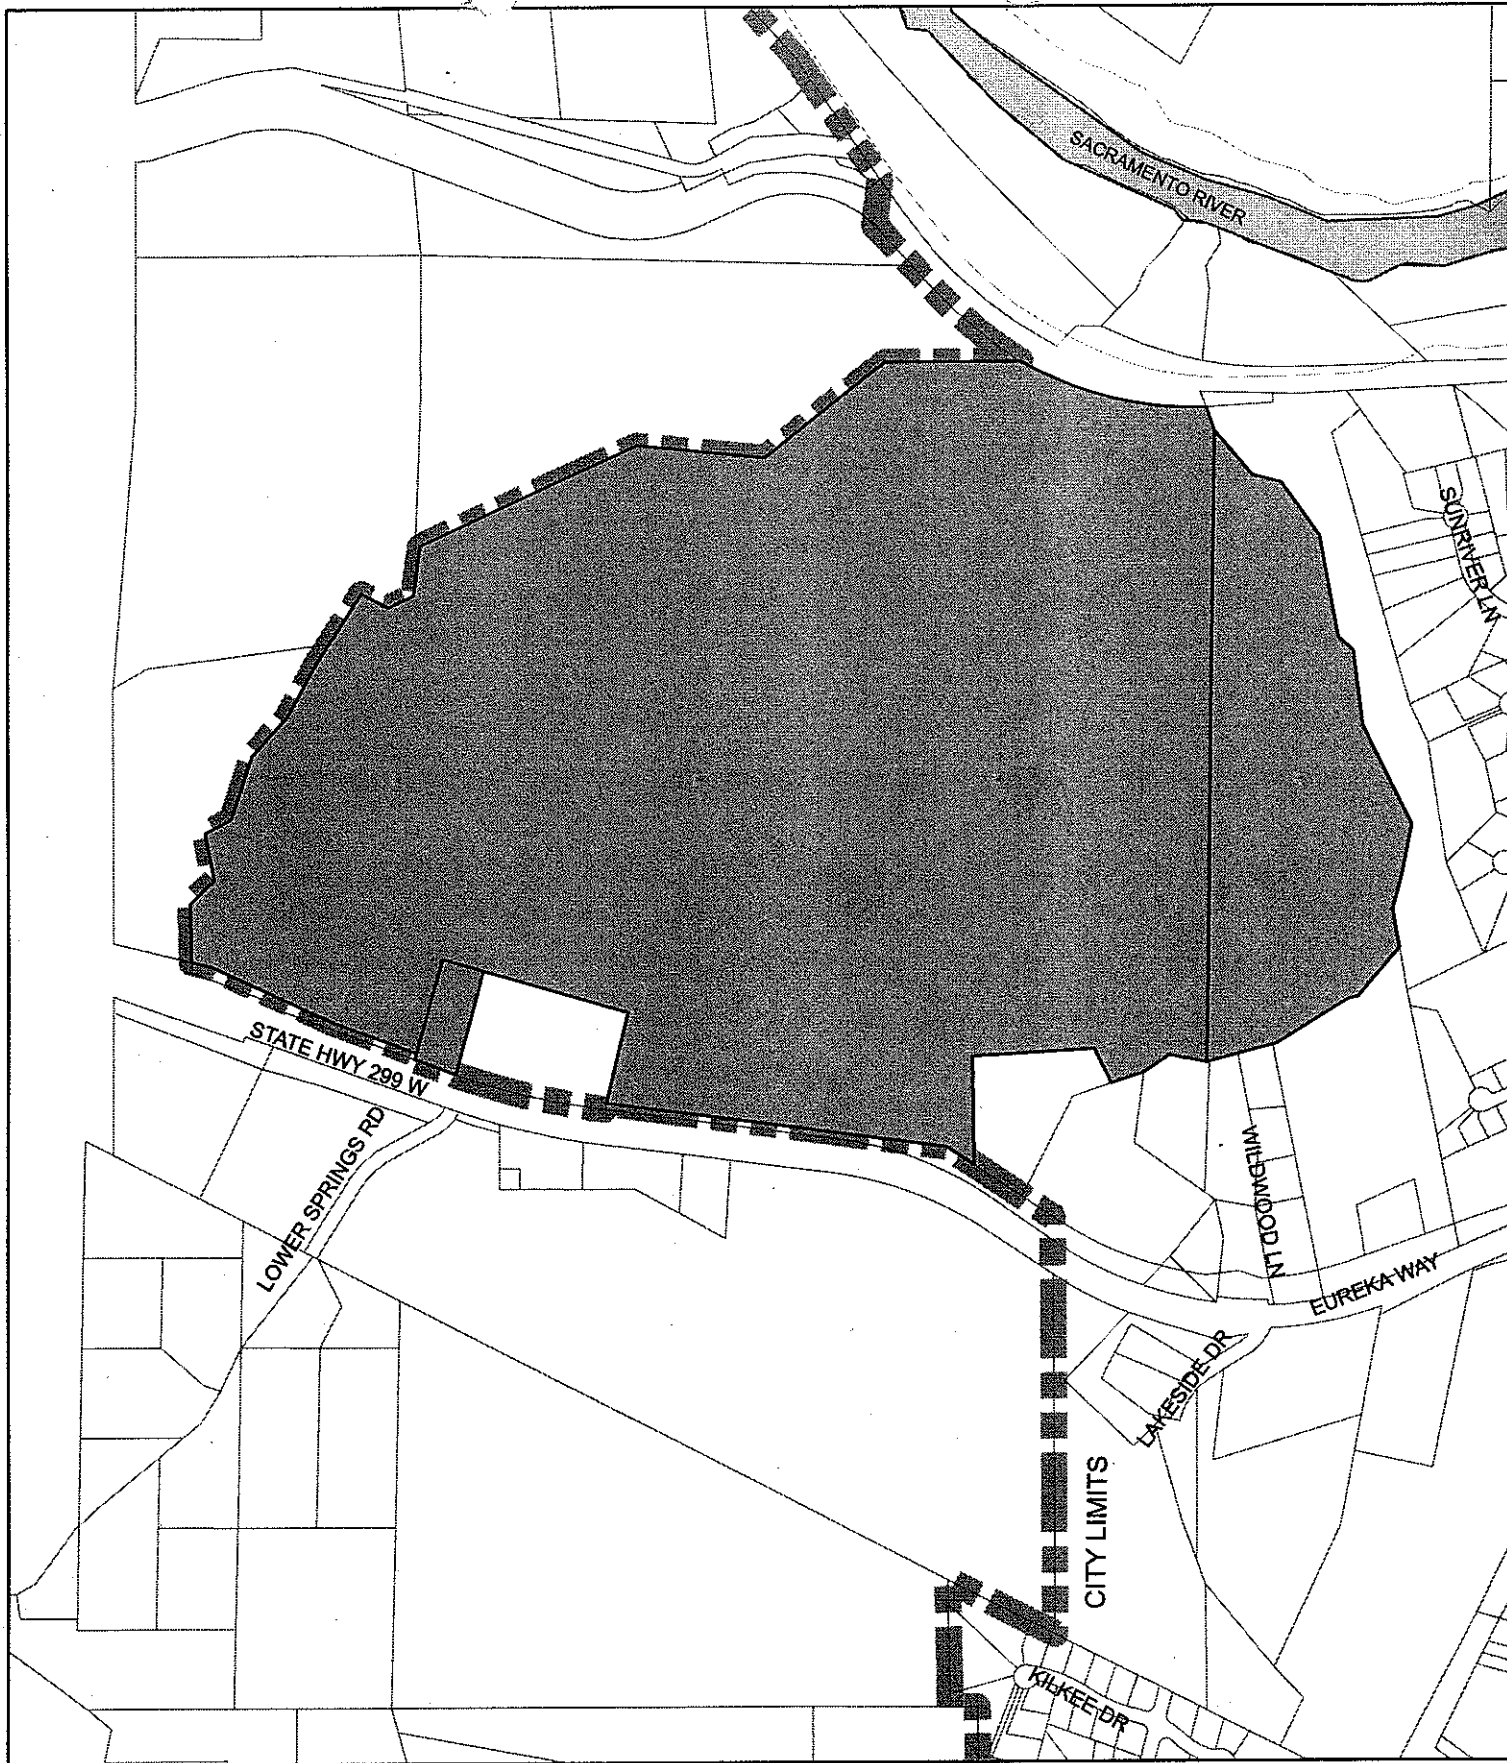 SACRAMENTO RIVER
SUNRIVER LN
STATE HWY 299 W
LOWER SPRINGS RD
WILDWOOD LN
EUREKA WAY
LAKESIDE DR
CITY LIMITS
KILKEE DR